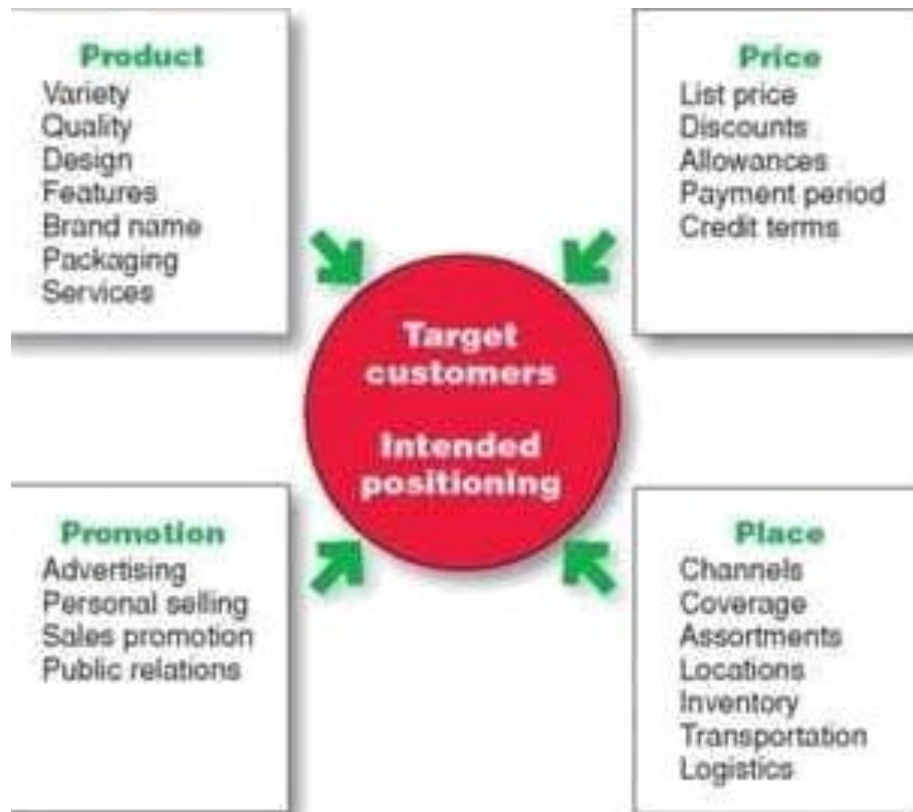 Product
Variety
Quality
Design
Features
Brand name
Packaging
Services
Price
List price
Discounts
Allowances
Payment period
Credit terms
Target
customers
Intended
positioning
Promotion
Advertising
Personal selling
Sales promotion
Public relations
Place
Channels
Coverage
Assortments
Locations
Inventory
Transportation
Logistics